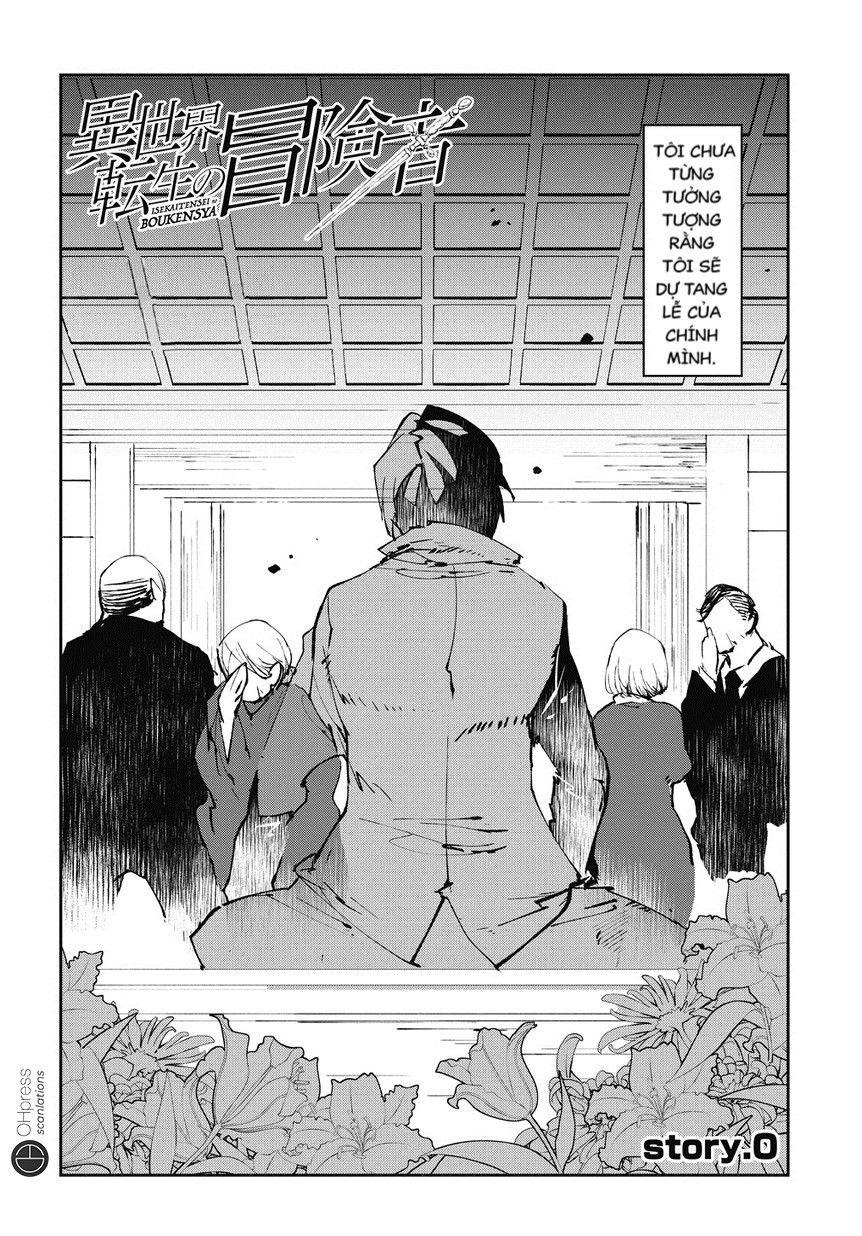 異世界
転生の
冒険者
ISEKAITENSEI no
BOUKENSYA
TÔI CHƯA
TỪNG
TƯỞNG
TƯỢNG
RẰNG
TÔI SẼ
DỰ TANG
LỄ CỦA
CHÍNH
MÌNH.
OHpress
scanlations
story.0